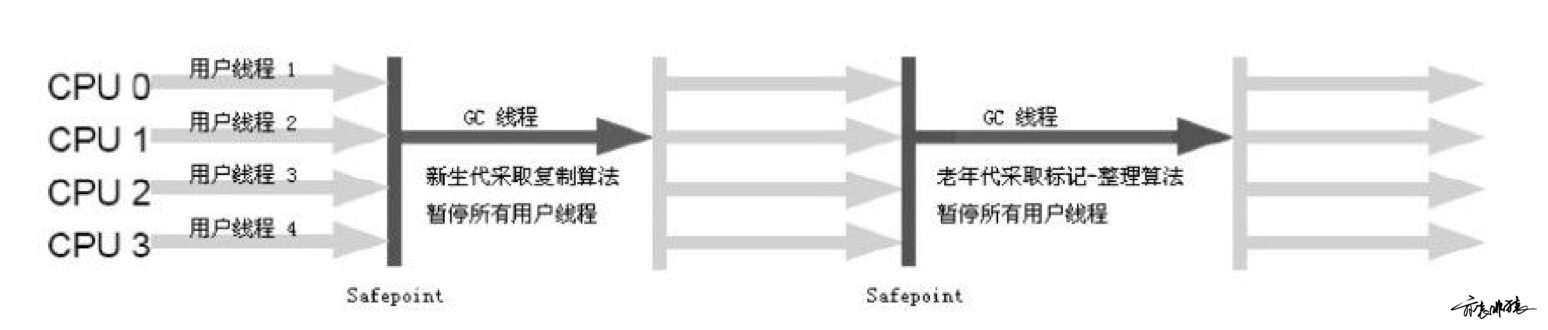 CPU 0
用户线程 1
CPU 1
用户线程 2
CPU 2
用户线程 3
CPU 3
用户线程 4
GC 线程
新生代采取复制算法
暂停所有用户线程
Safepoint
GC 线程
老年代采取标记-整理算法
暂停所有用户线程
Safepoint